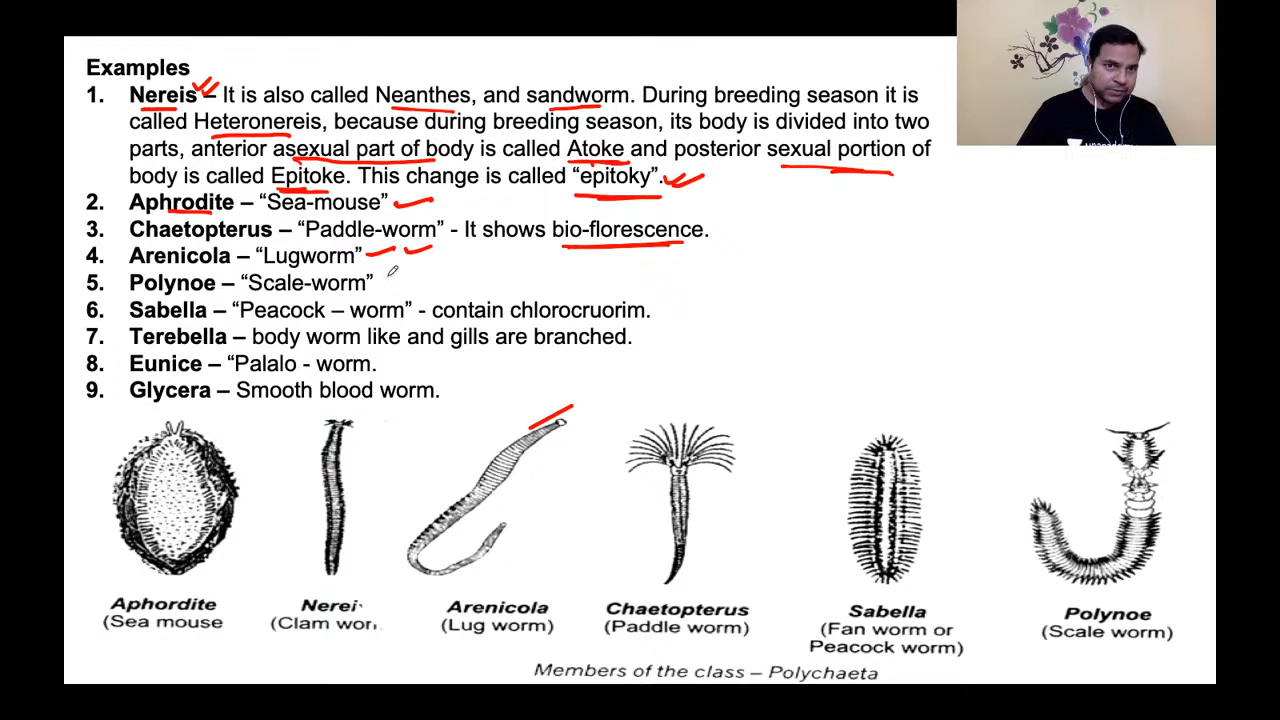 Examples
1. Nereis – It is also called Neanthes, and sandworm. During breeding season it is
called Heteronereis, because during breeding season, its body is divided into two
parts, anterior asexual part of body is called Atoke and posterior sexual portion of
body is called Epitoke. This change is called “epitoky”.
2. Aphrodite – “Sea-mouse”
3. Chaetopterus – “Paddle-worm” - It shows bio-florescence.
4. Arenicola – “Lugworm”
5. Polynoe – “Scale-worm”
6. Sabella – “Peacock – worm” - contain chlorocruorim.
7. Terebella – body worm like and gills are branched.
8. Eunice – “Palalo - worm.
9. Glycera – Smooth blood worm.
Aphordite
(Sea mouse
Nerei
(Clam wor
Arenicola
(Lug worm)
Chaetopterus
(Paddle worm)
Sabella
(Fan worm or
Peacock worm)
Polynoe
(Scale worm)
Members of the class – Polychaeta